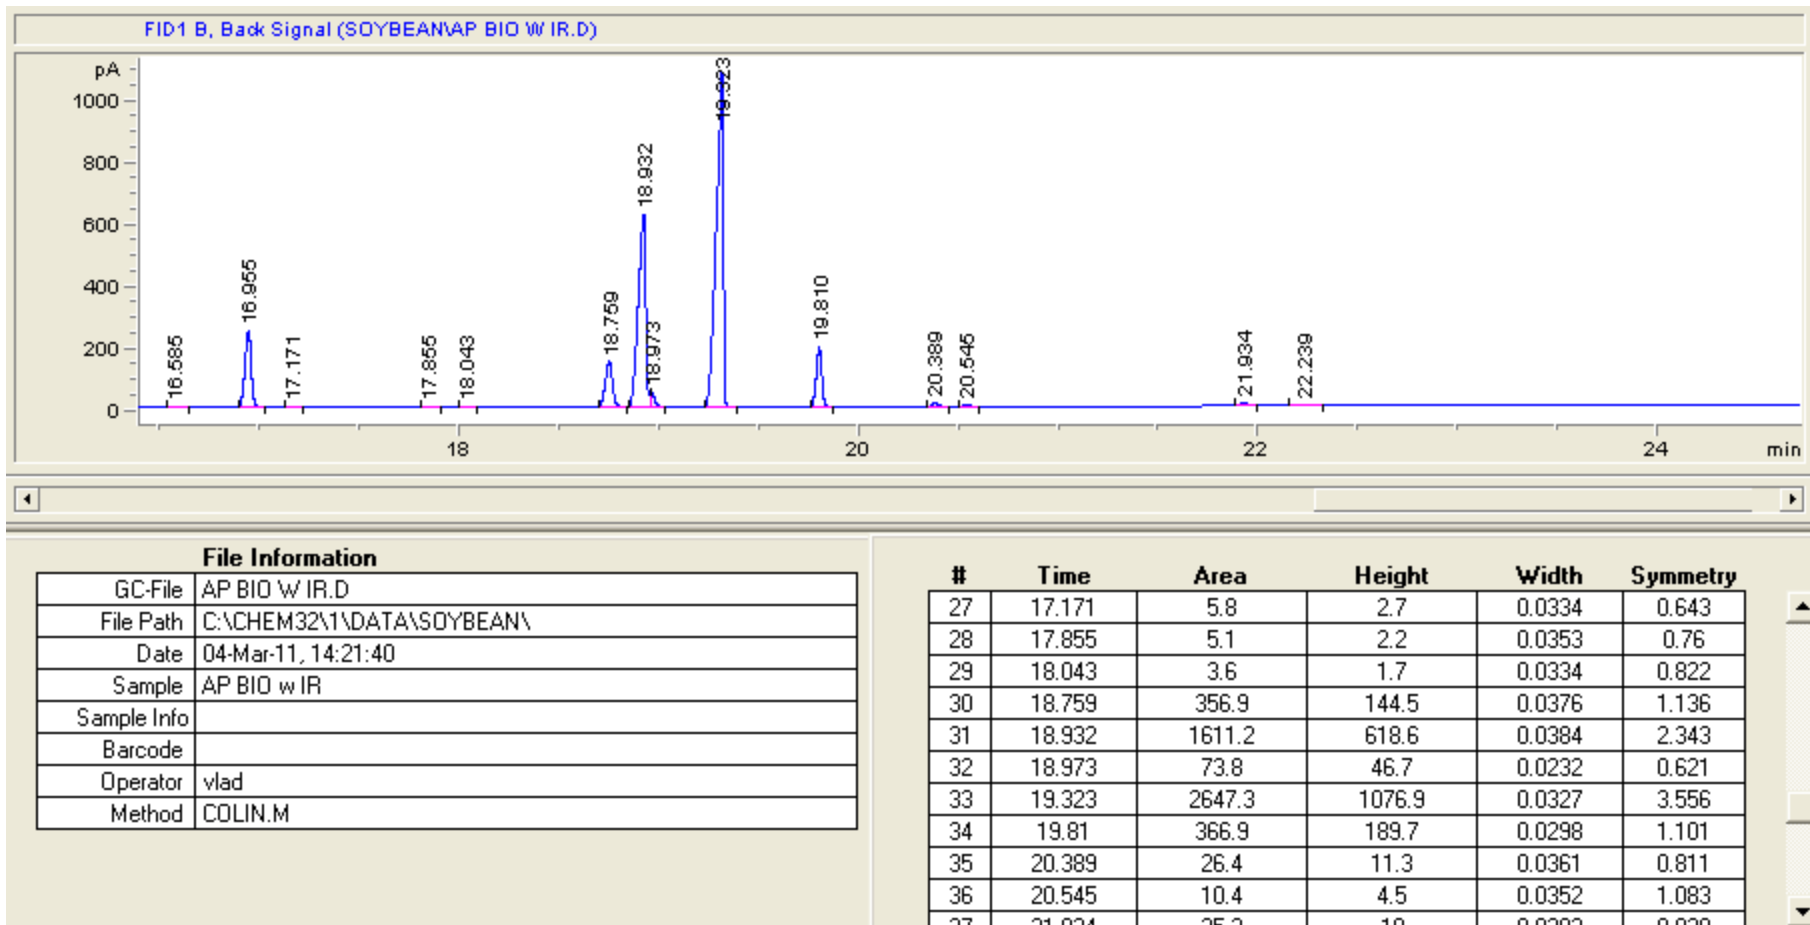 FID1 B, Back Signal (SOYBEAN\AP BIO W IR.D)
pA
1000
800
600
400
200
0
16.585
16.955
17.171
17.855
18.043
18.759
18.932
18.973
19.323
19.810
20.389
20.545
21.934
22.239
18 20 22 24 min
File Information
GC-File AP BIO W IR.D
File Path C:\CHEM32\1\DATA\SOYBEAN\
Date 04-Mar-11, 14:21:40
Sample AP BIO w IR
Sample Info
Barcode
Operator vlad
Method COLIN.M
# Time Area Height Width Symmetry
27 17.171 5.8 2.7 0.0334 0.643
28 17.855 5.1 2.2 0.0353 0.76
29 18.043 3.6 1.7 0.0334 0.822
30 18.759 356.9 144.5 0.0376 1.136
31 18.932 1611.2 618.6 0.0384 2.343
32 18.973 73.8 46.7 0.0232 0.621
33 19.323 2647.3 1076.9 0.0327 3.556
34 19.81 366.9 189.7 0.0298 1.101
35 20.389 26.4 11.3 0.0361 0.811
36 20.545 10.4 4.5 0.0352 1.083